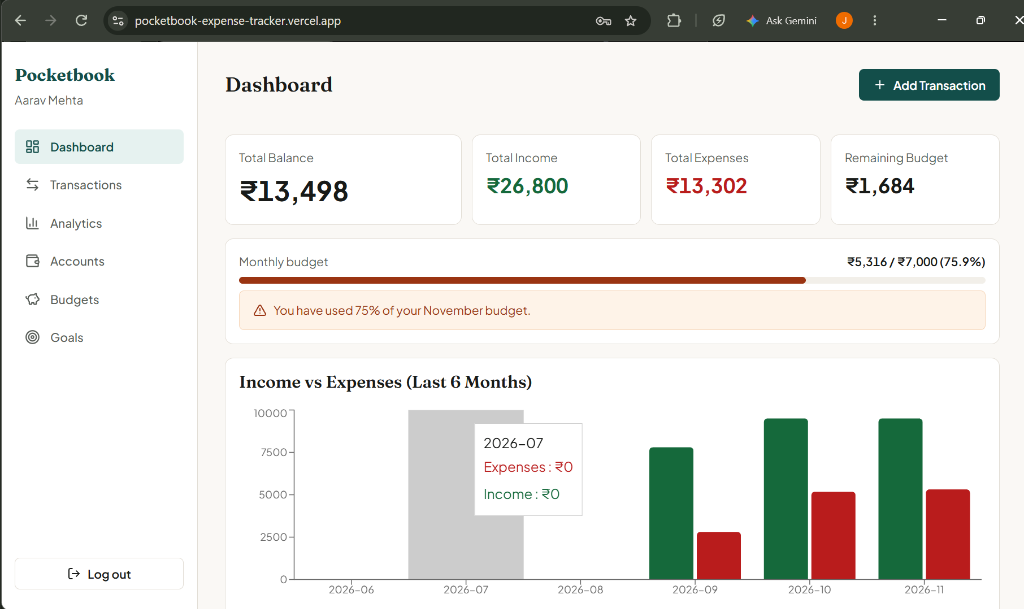 pocketbook-expense-tracker.vercel.app
Ask Gemini
J
Pocketbook
Aarav Mehta
Dashboard
Transactions
Analytics
Accounts
Budgets
Goals
Log out
Dashboard
+ Add Transaction
Total Balance
₹13,498
Total Income
₹26,800
Total Expenses
₹13,302
Remaining Budget
₹1,684
Monthly budget
₹5,316 / ₹7,000 (75.9%)
You have used 75% of your November budget.
Income vs Expenses (Last 6 Months)
10000
7500
5000
2500
0
2026-07
Expenses : ₹0
Income : ₹0
2026-06
2026-07
2026-08
2026-09
2026-10
2026-11